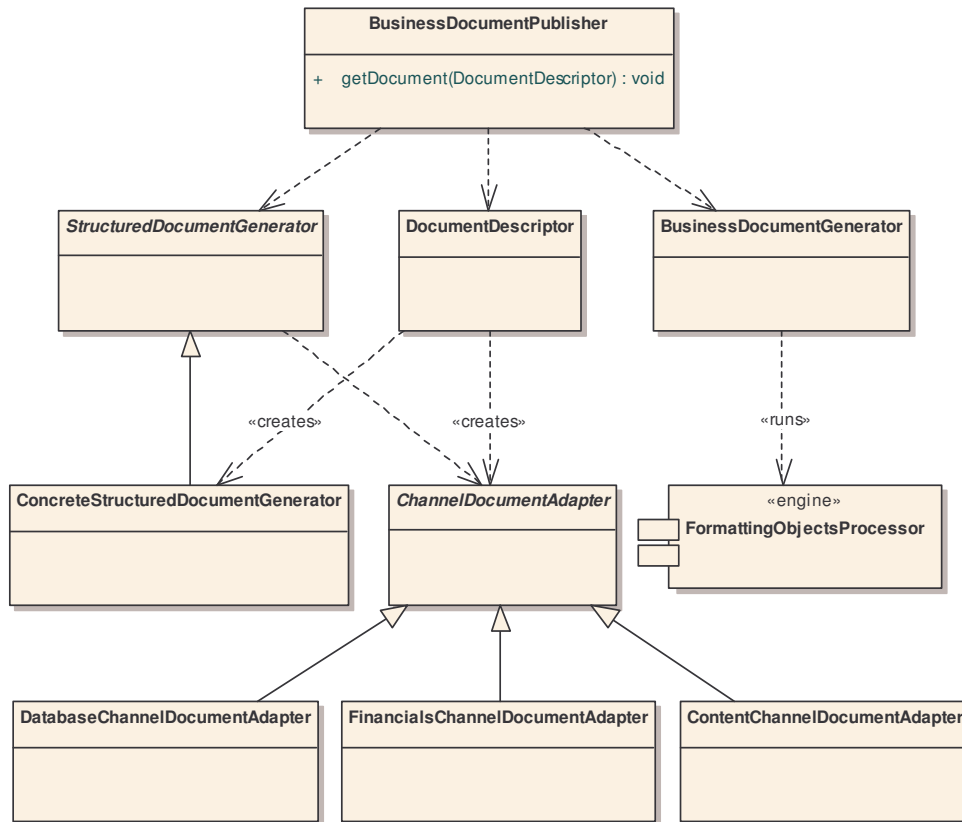 BusinessDocumentPublisher
+ getDocument(DocumentDescriptor) : void
StructuredDocumentGenerator
DocumentDescriptor
BusinessDocumentGenerator
«creates»
«creates»
«runs»
ConcreteStructuredDocumentGenerator
ChannelDocumentAdapter
«engine»
FormattingObjectsProcessor
DatabaseChannelDocumentAdapter
FinancialsChannelDocumentAdapter
ContentChannelDocumentAdapter